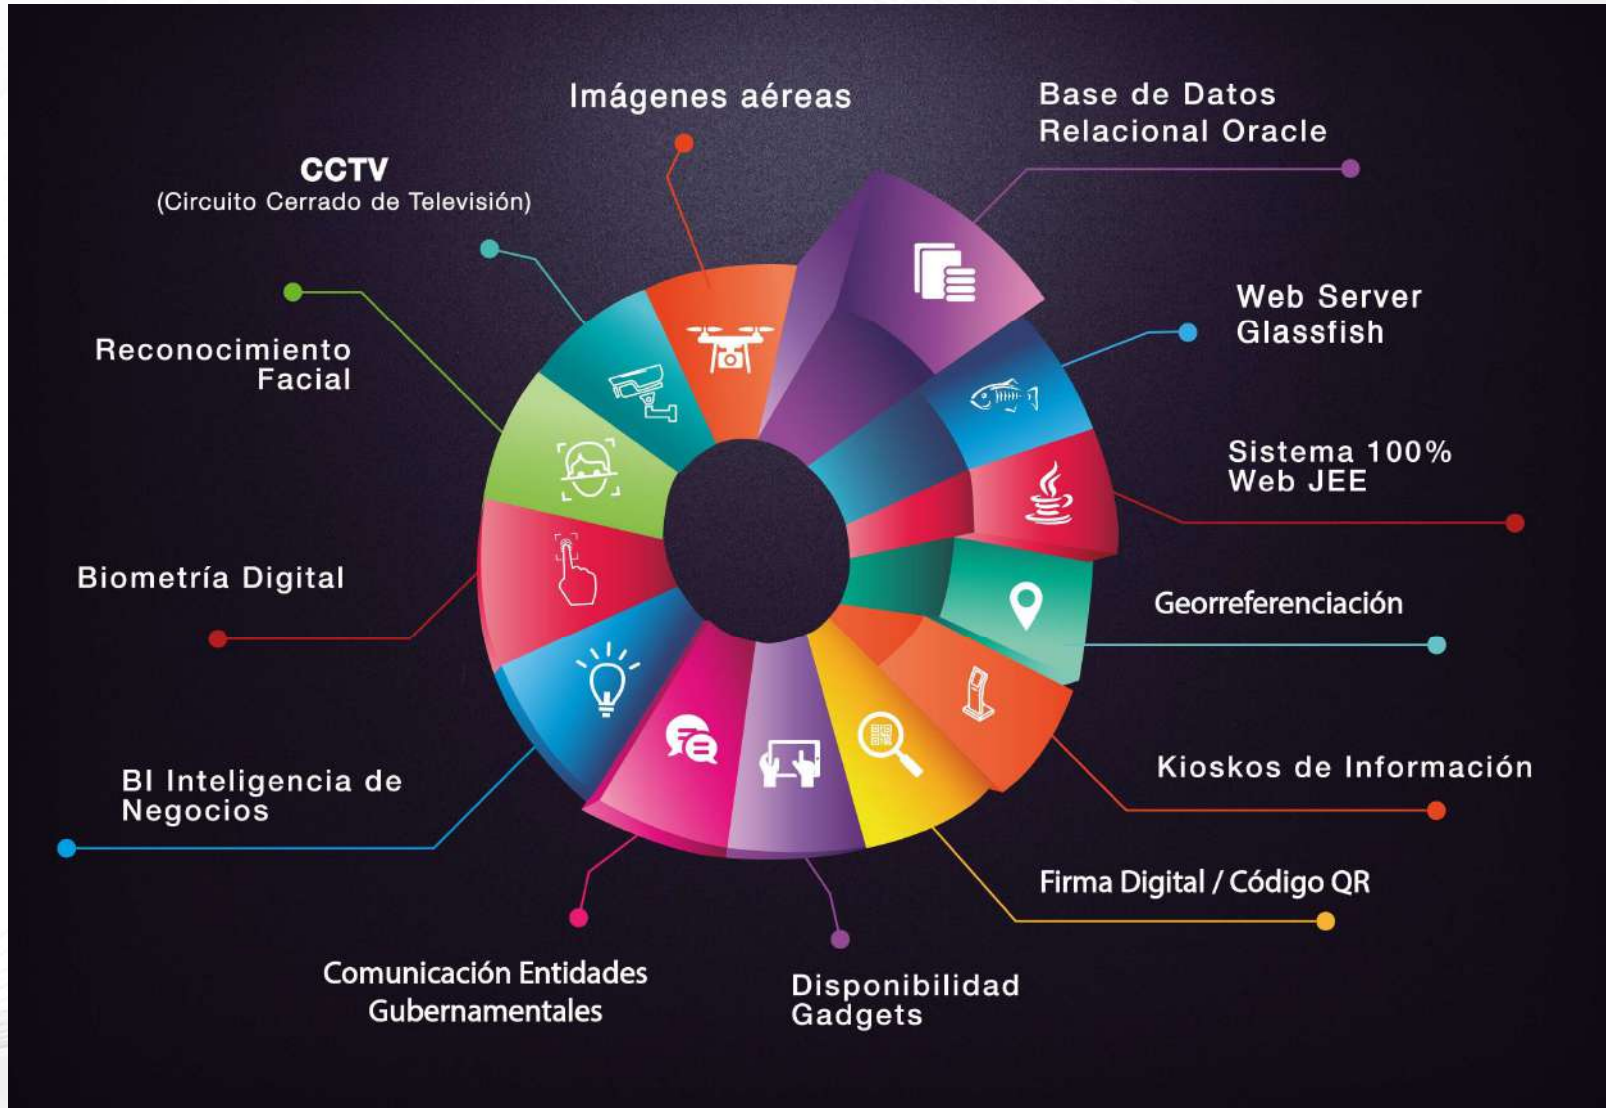 Imágenes aéreas
Base de Datos
Relacional Oracle
CCTV
(Circuito Cerrado de Televisión)
Web Server
Glassfish
Reconocimiento
Facial
Sistema 100%
Web JEE
Biometría Digital
Georreferenciación
BI Inteligencia de
Negocios
Kioskos de Información
Firma Digital / Código QR
Comunicación Entidades
Gubernamentales
Disponibilidad
Gadgets